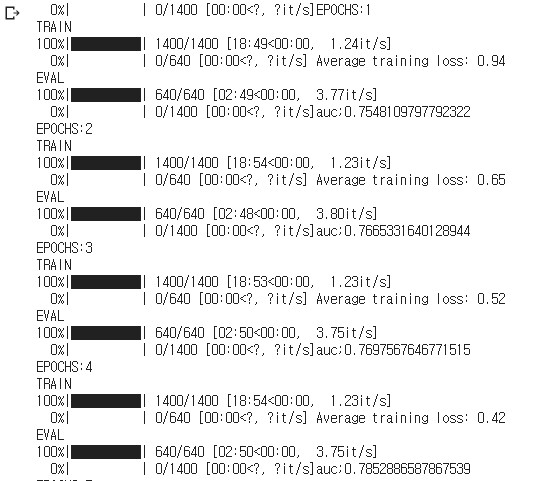 0%| | 0/1400 [00:00<?, ?it/s]EPOCHS:1
TRAIN
100%|██████████| 1400/1400 [18:49<00:00, 1.24it/s]
0%| | 0/640 [00:00<?, ?it/s] Average training loss: 0.94
EVAL
100%|██████████| 640/640 [02:49<00:00, 3.77it/s]
0%| | 0/1400 [00:00<?, ?it/s]auc;0.7548109797792322
EPOCHS:2
TRAIN
100%|██████████| 1400/1400 [18:54<00:00, 1.23it/s]
0%| | 0/640 [00:00<?, ?it/s] Average training loss: 0.65
EVAL
100%|██████████| 640/640 [02:48<00:00, 3.80it/s]
0%| | 0/1400 [00:00<?, ?it/s]auc;0.7665331640128944
EPOCHS:3
TRAIN
100%|██████████| 1400/1400 [18:53<00:00, 1.23it/s]
0%| | 0/640 [00:00<?, ?it/s] Average training loss: 0.52
EVAL
100%|██████████| 640/640 [02:50<00:00, 3.75it/s]
0%| | 0/1400 [00:00<?, ?it/s]auc;0.7697567646771515
EPOCHS:4
TRAIN
100%|██████████| 1400/1400 [18:54<00:00, 1.23it/s]
0%| | 0/640 [00:00<?, ?it/s] Average training loss: 0.42
EVAL
100%|██████████| 640/640 [02:50<00:00, 3.75it/s]
0%| | 0/1400 [00:00<?, ?it/s]auc;0.7852886587867539